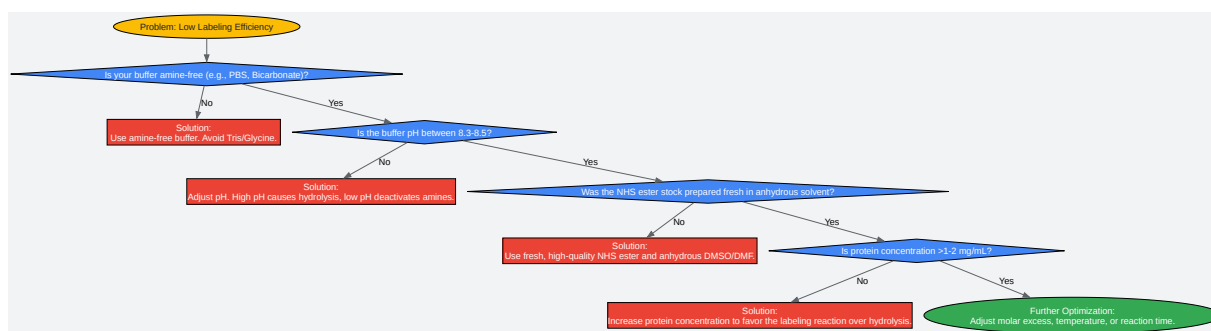 Problem: Low Labeling Efficiency
Is your buffer amine-free (e.g., PBS, Bicarbonate)?
No
Yes
Solution:
Use amine-free buffer. Avoid Tris/Glycine.
Is the buffer pH between 8.3-8.5?
No
Yes
Solution:
Adjust pH. High pH causes hydrolysis, low pH deactivates amines.
Was the NHS ester stock prepared fresh in anhydrous solvent?
No
Yes
Solution:
Use fresh, high-quality NHS ester and anhydrous DMSO/DMF.
Is protein concentration >1-2 mg/mL?
No
Yes
Solution:
Increase protein concentration to favor the labeling reaction over hydrolysis.
Further Optimization:
Adjust molar excess, temperature, or reaction time.